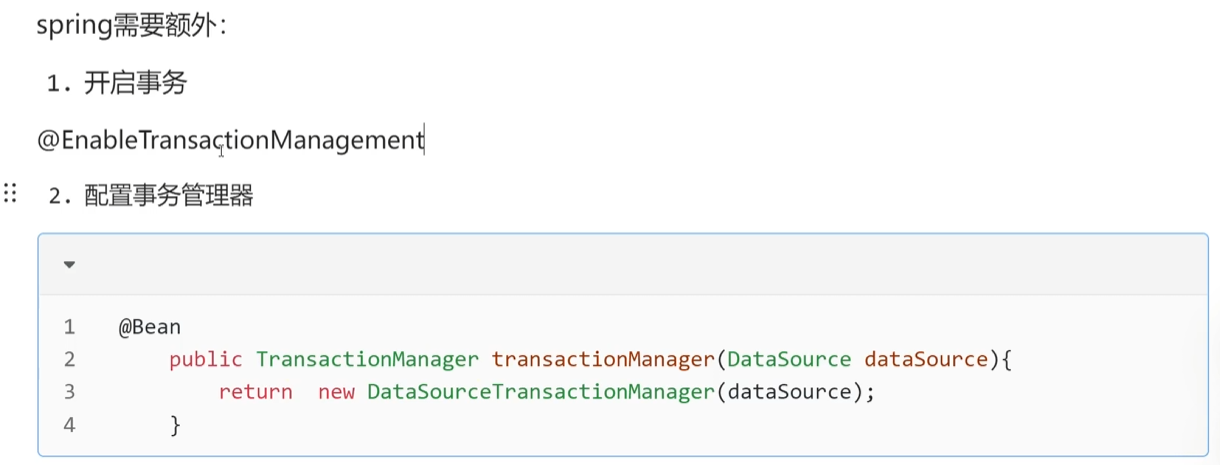 spring需要额外：
1. 开启事务
@EnableTransactionManagement
2. 配置事务管理器
1 @Bean
2 public TransactionManager transactionManager(DataSource dataSource){
3 return  new DataSourceTransactionManager(dataSource);
4 }